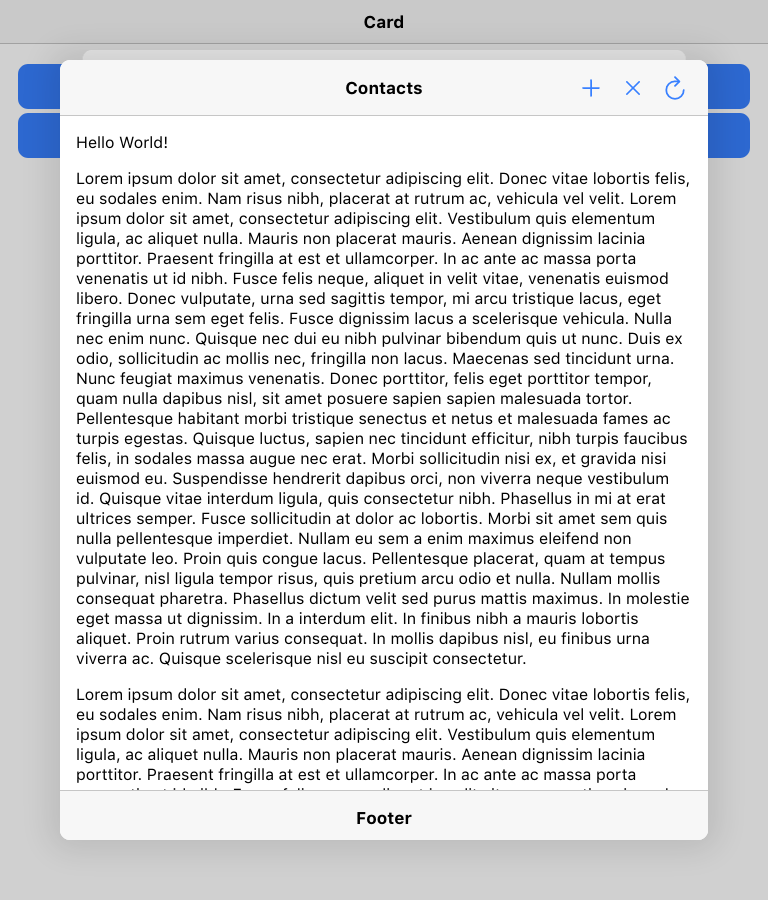 Card
Contacts
Hello World!
Lorem ipsum dolor sit amet, consectetur adipiscing elit. Donec vitae lobortis felis,
eu sodales enim. Nam risus nibh, placerat at rutrum ac, vehicula vel velit. Lorem
ipsum dolor sit amet, consectetur adipiscing elit. Vestibulum quis elementum
ligula, ac aliquet nulla. Mauris non placerat mauris. Aenean dignissim lacinia
porttitor. Praesent fringilla at est et ullamcorper. In ac ante ac massa porta
venenatis ut id nibh. Fusce felis neque, aliquet in velit vitae, venenatis euismod
libero. Donec vulputate, urna sed sagittis tempor, mi arcu tristique lacus, eget
fringilla urna sem eget felis. Fusce dignissim lacus a scelerisque vehicula. Nulla
nec enim nunc. Quisque nec dui eu nibh pulvinar bibendum quis ut nunc. Duis ex
odio, sollicitudin ac mollis nec, fringilla non lacus. Maecenas sed tincidunt urna.
Nunc feugiat maximus venenatis. Donec porttitor, felis eget porttitor tempor,
quam nulla dapibus nisl, sit amet posuere sapien sapien malesuada tortor.
Pellentesque habitant morbi tristique senectus et netus et malesuada fames ac
turpis egestas. Quisque luctus, sapien nec tincidunt efficitur, nibh turpis faucibus
felis, in sodales massa augue nec erat. Morbi sollicitudin nisi ex, et gravida nisi
euismod eu. Suspendisse hendrerit dapibus orci, non viverra neque vestibulum
id. Quisque vitae interdum ligula, quis consectetur nibh. Phasellus in mi at erat
ultrices semper. Fusce sollicitudin at dolor ac lobortis. Morbi sit amet sem quis
nulla pellentesque imperdiet. Nullam eu sem a enim maximus eleifend non
vulputate leo. Proin quis congue lacus. Pellentesque placerat, quam at tempus
pulvinar, nisl ligula tempor risus, quis pretium arcu odio et nulla. Nullam mollis
consequat pharetra. Phasellus dictum velit sed purus mattis maximus. In molestie
eget massa ut dignissim. In a interdum elit. In finibus nibh a mauris lobortis
aliquet. Proin rutrum varius consequat. In mollis dapibus nisl, eu finibus urna
viverra ac. Quisque scelerisque nisl eu suscipit consectetur.
Lorem ipsum dolor sit amet, consectetur adipiscing elit. Donec vitae lobortis felis,
eu sodales enim. Nam risus nibh, placerat at rutrum ac, vehicula vel velit. Lorem
ipsum dolor sit amet, consectetur adipiscing elit. Vestibulum quis elementum
ligula, ac aliquet nulla. Mauris non placerat mauris. Aenean dignissim lacinia
porttitor. Praesent fringilla at est et ullamcorper. In ac ante ac massa porta
Footer